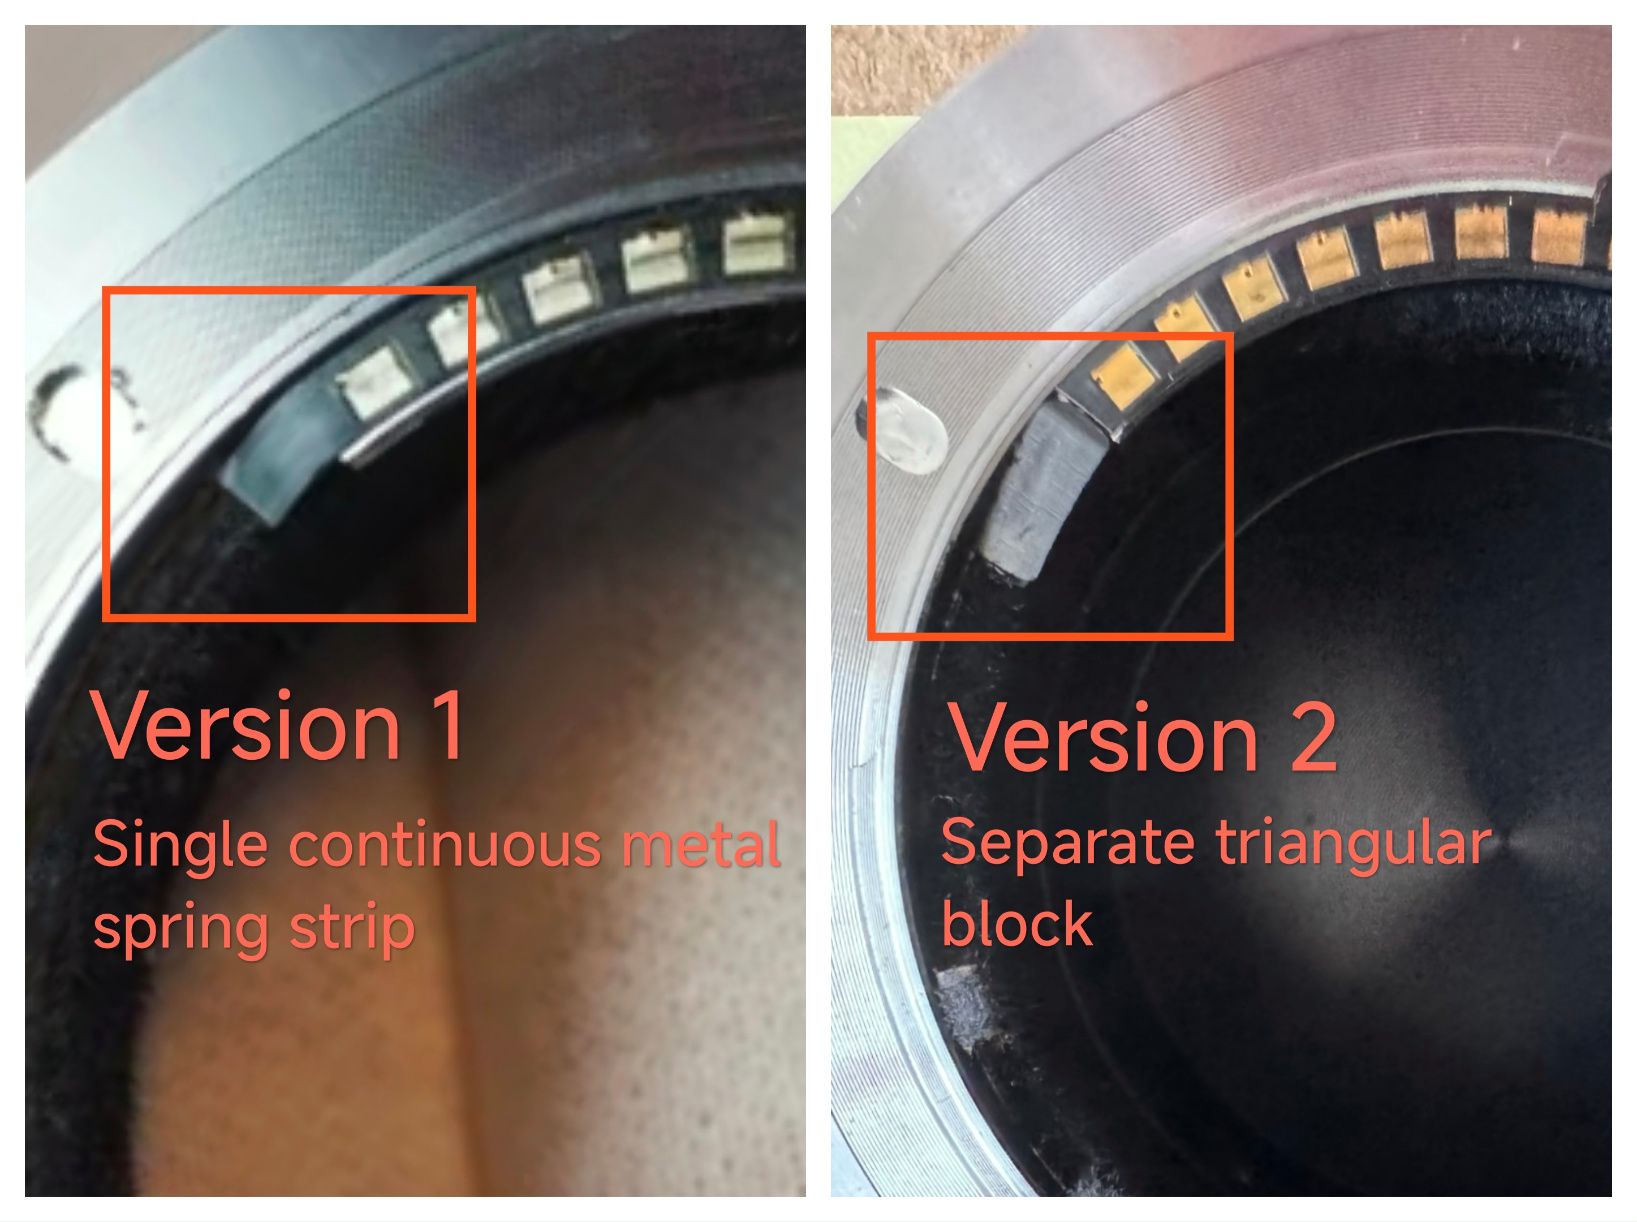 Version 1
Single continuous metal
spring strip
Version 2
Separate triangular
block